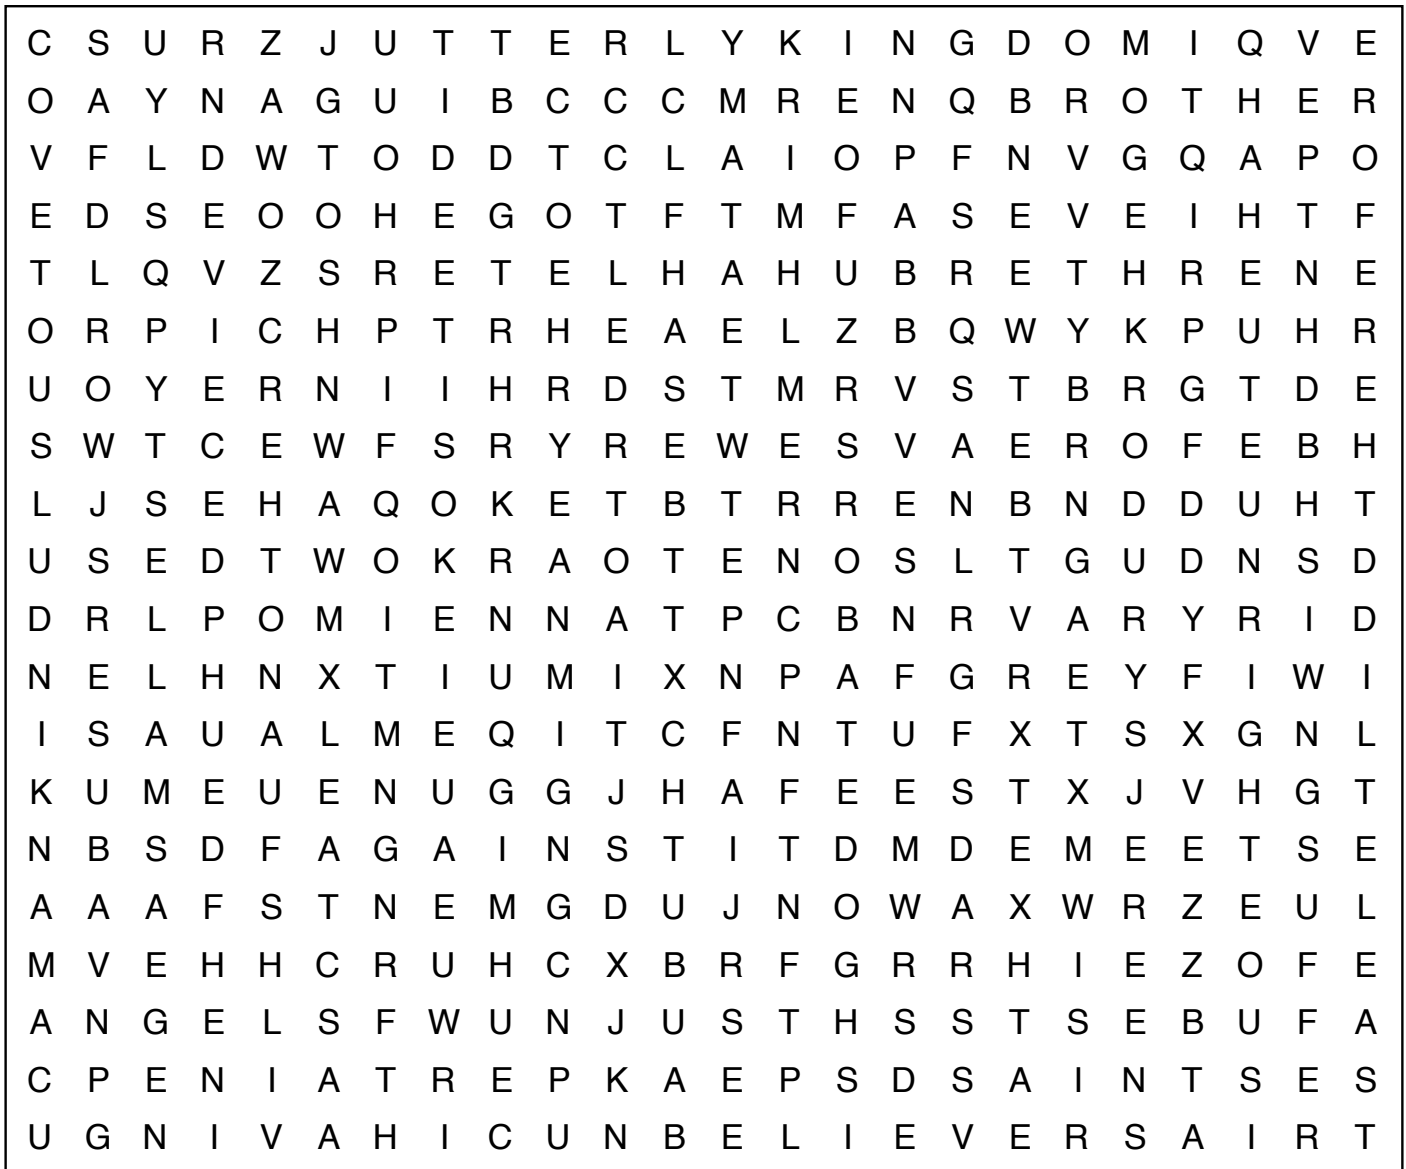 C S U R Z J U T T E R L Y K I N G D O M I Q V E
O A Y N A G U I B C C C M R E N Q B R O T H E R
V F L D W T O D D T C L A I O P F N V G Q A P O
E D S E O O H E G O T F T M F A S E V E I H T F
T L Q V Z S R E T E L H A H U B R E T H R E N E
O R P I C H P T R H E A E L Z B Q W Y K P U H R
U O Y E R N I I H R D S T M R V S T B R G T D E
S W T C E W F S R Y R E W E S V A E R O F E B H
L J S E H A Q O K E T B T R R E N B N D D U H T
U S E D T W O K R A O T E N O S L T G U D N S D
D R L P O M I E N N A T P C B N R V A R Y R I D
N E L H N X T I U M I X N P A F G R E Y F I W I
I S A U A L M E Q I T C F N T U F X T S X G N L
K U M E U E N U G G J H A F E E S T X J V H G T
N B S D F A G A I N S T I T D M D E M E E T S E
A A A F S T N E M G D U J N O W A X W R Z E U L
M V E H H C R U H C X B R F G R R H I E Z O F E
A N G E L S F W U N J U S T H S S T S E B U F A
C P E N I A T R E P K A E P S D S A I N T S E S
U G N I V A H I C U N B E L I E V E R S A I R T